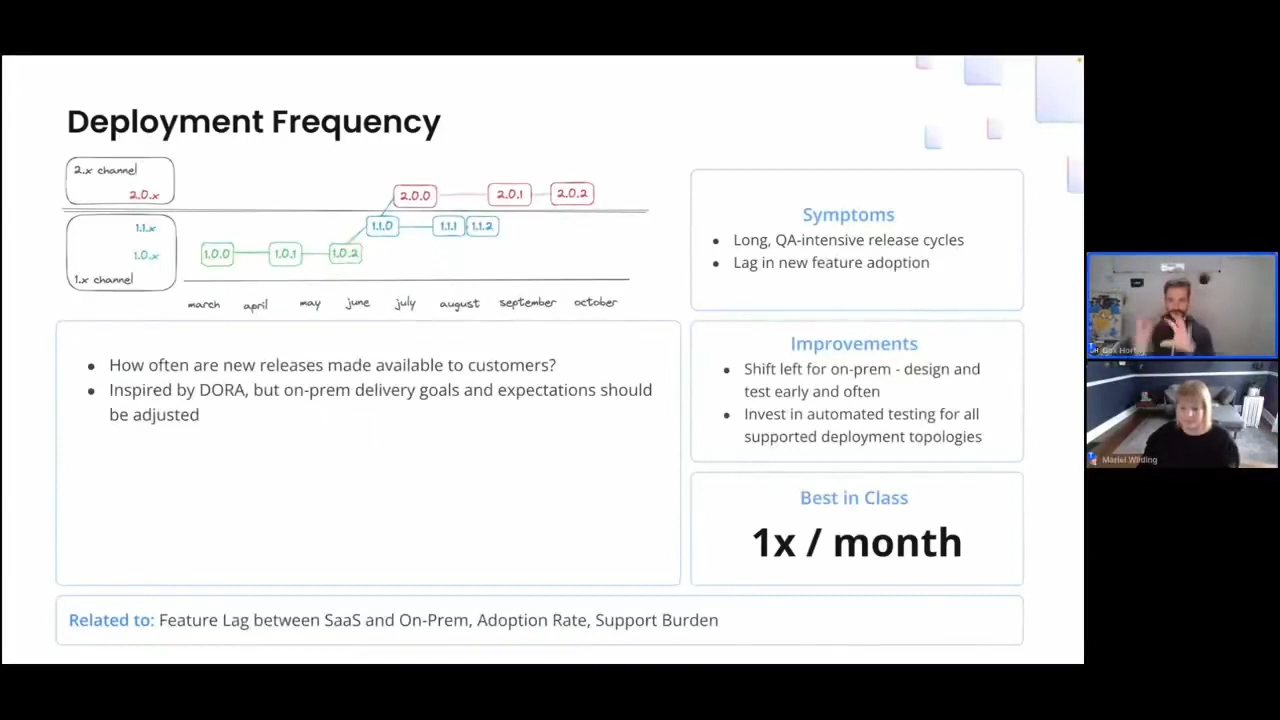 Deployment Frequency
2.x channel
2.0.x
1.1.x
1.0.x
1.x channel
2.0.0
2.0.1
2.0.2
1.1.0
1.1.1
1.1.2
1.0.0
1.0.1
1.0.2
march april may june july august september october
• How often are new releases made available to customers?
• Inspired by DORA, but on-prem delivery goals and expectations should
be adjusted
Symptoms
• Long, QA-intensive release cycles
• Lag in new feature adoption
Improvements
• Shift left for on-prem - design and
test early and often
• Invest in automated testing for all
supported deployment topologies
Best in Class
1x / month
Related to: Feature Lag between SaaS and On-Prem, Adoption Rate, Support Burden
Mariel Wilding